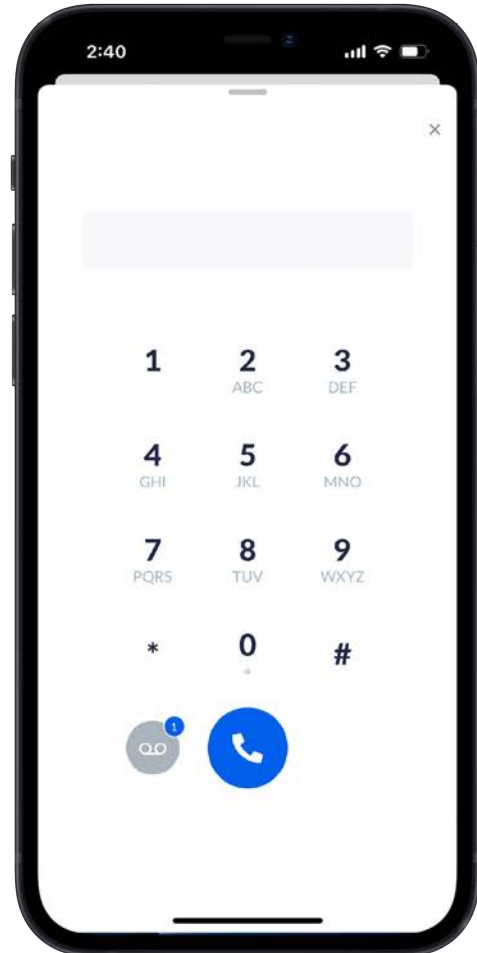 2:40
×
1 2 3
ABC DEF
4 5 6
GHI JKL MNO
7 8 9
PQRS TUV WXYZ
* 0 #
+
1